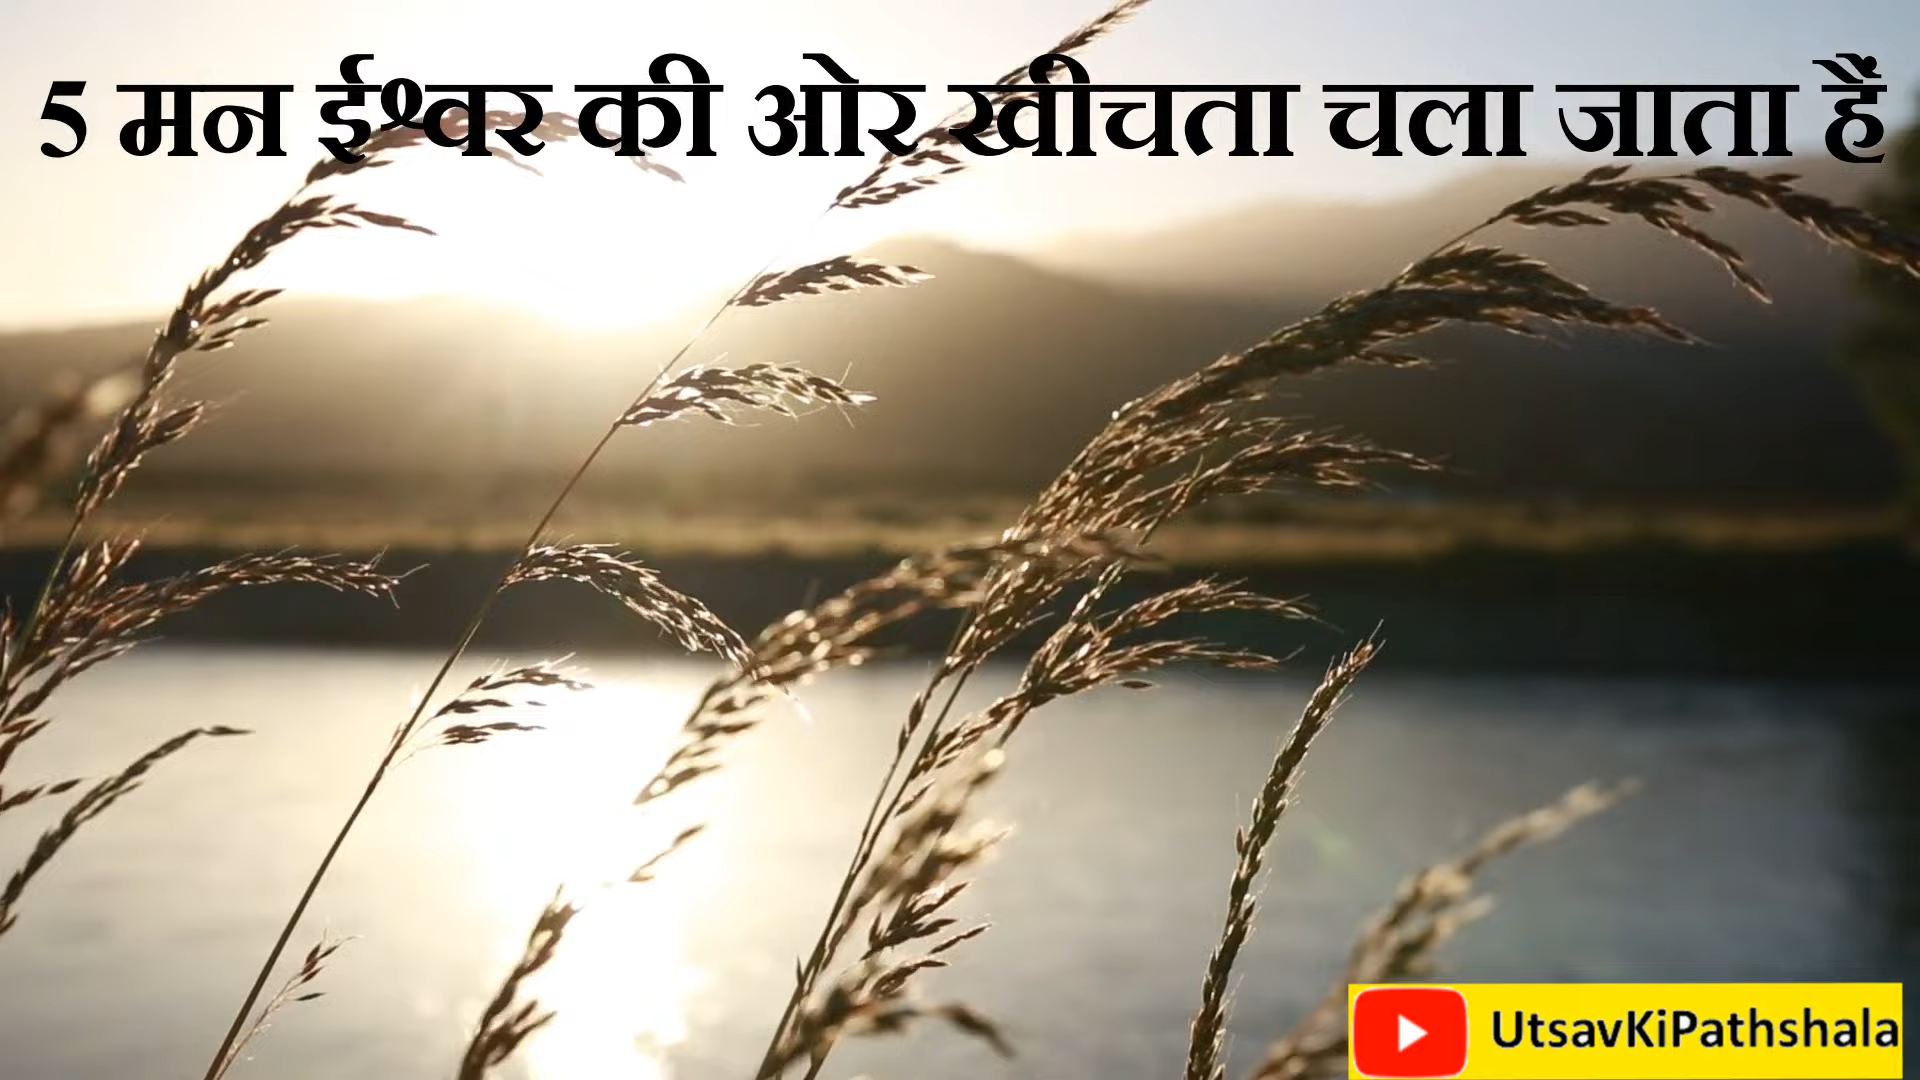 5 मन ईश्वर की ओर खीचता चला जाता हैं
UtsavKiPathshala